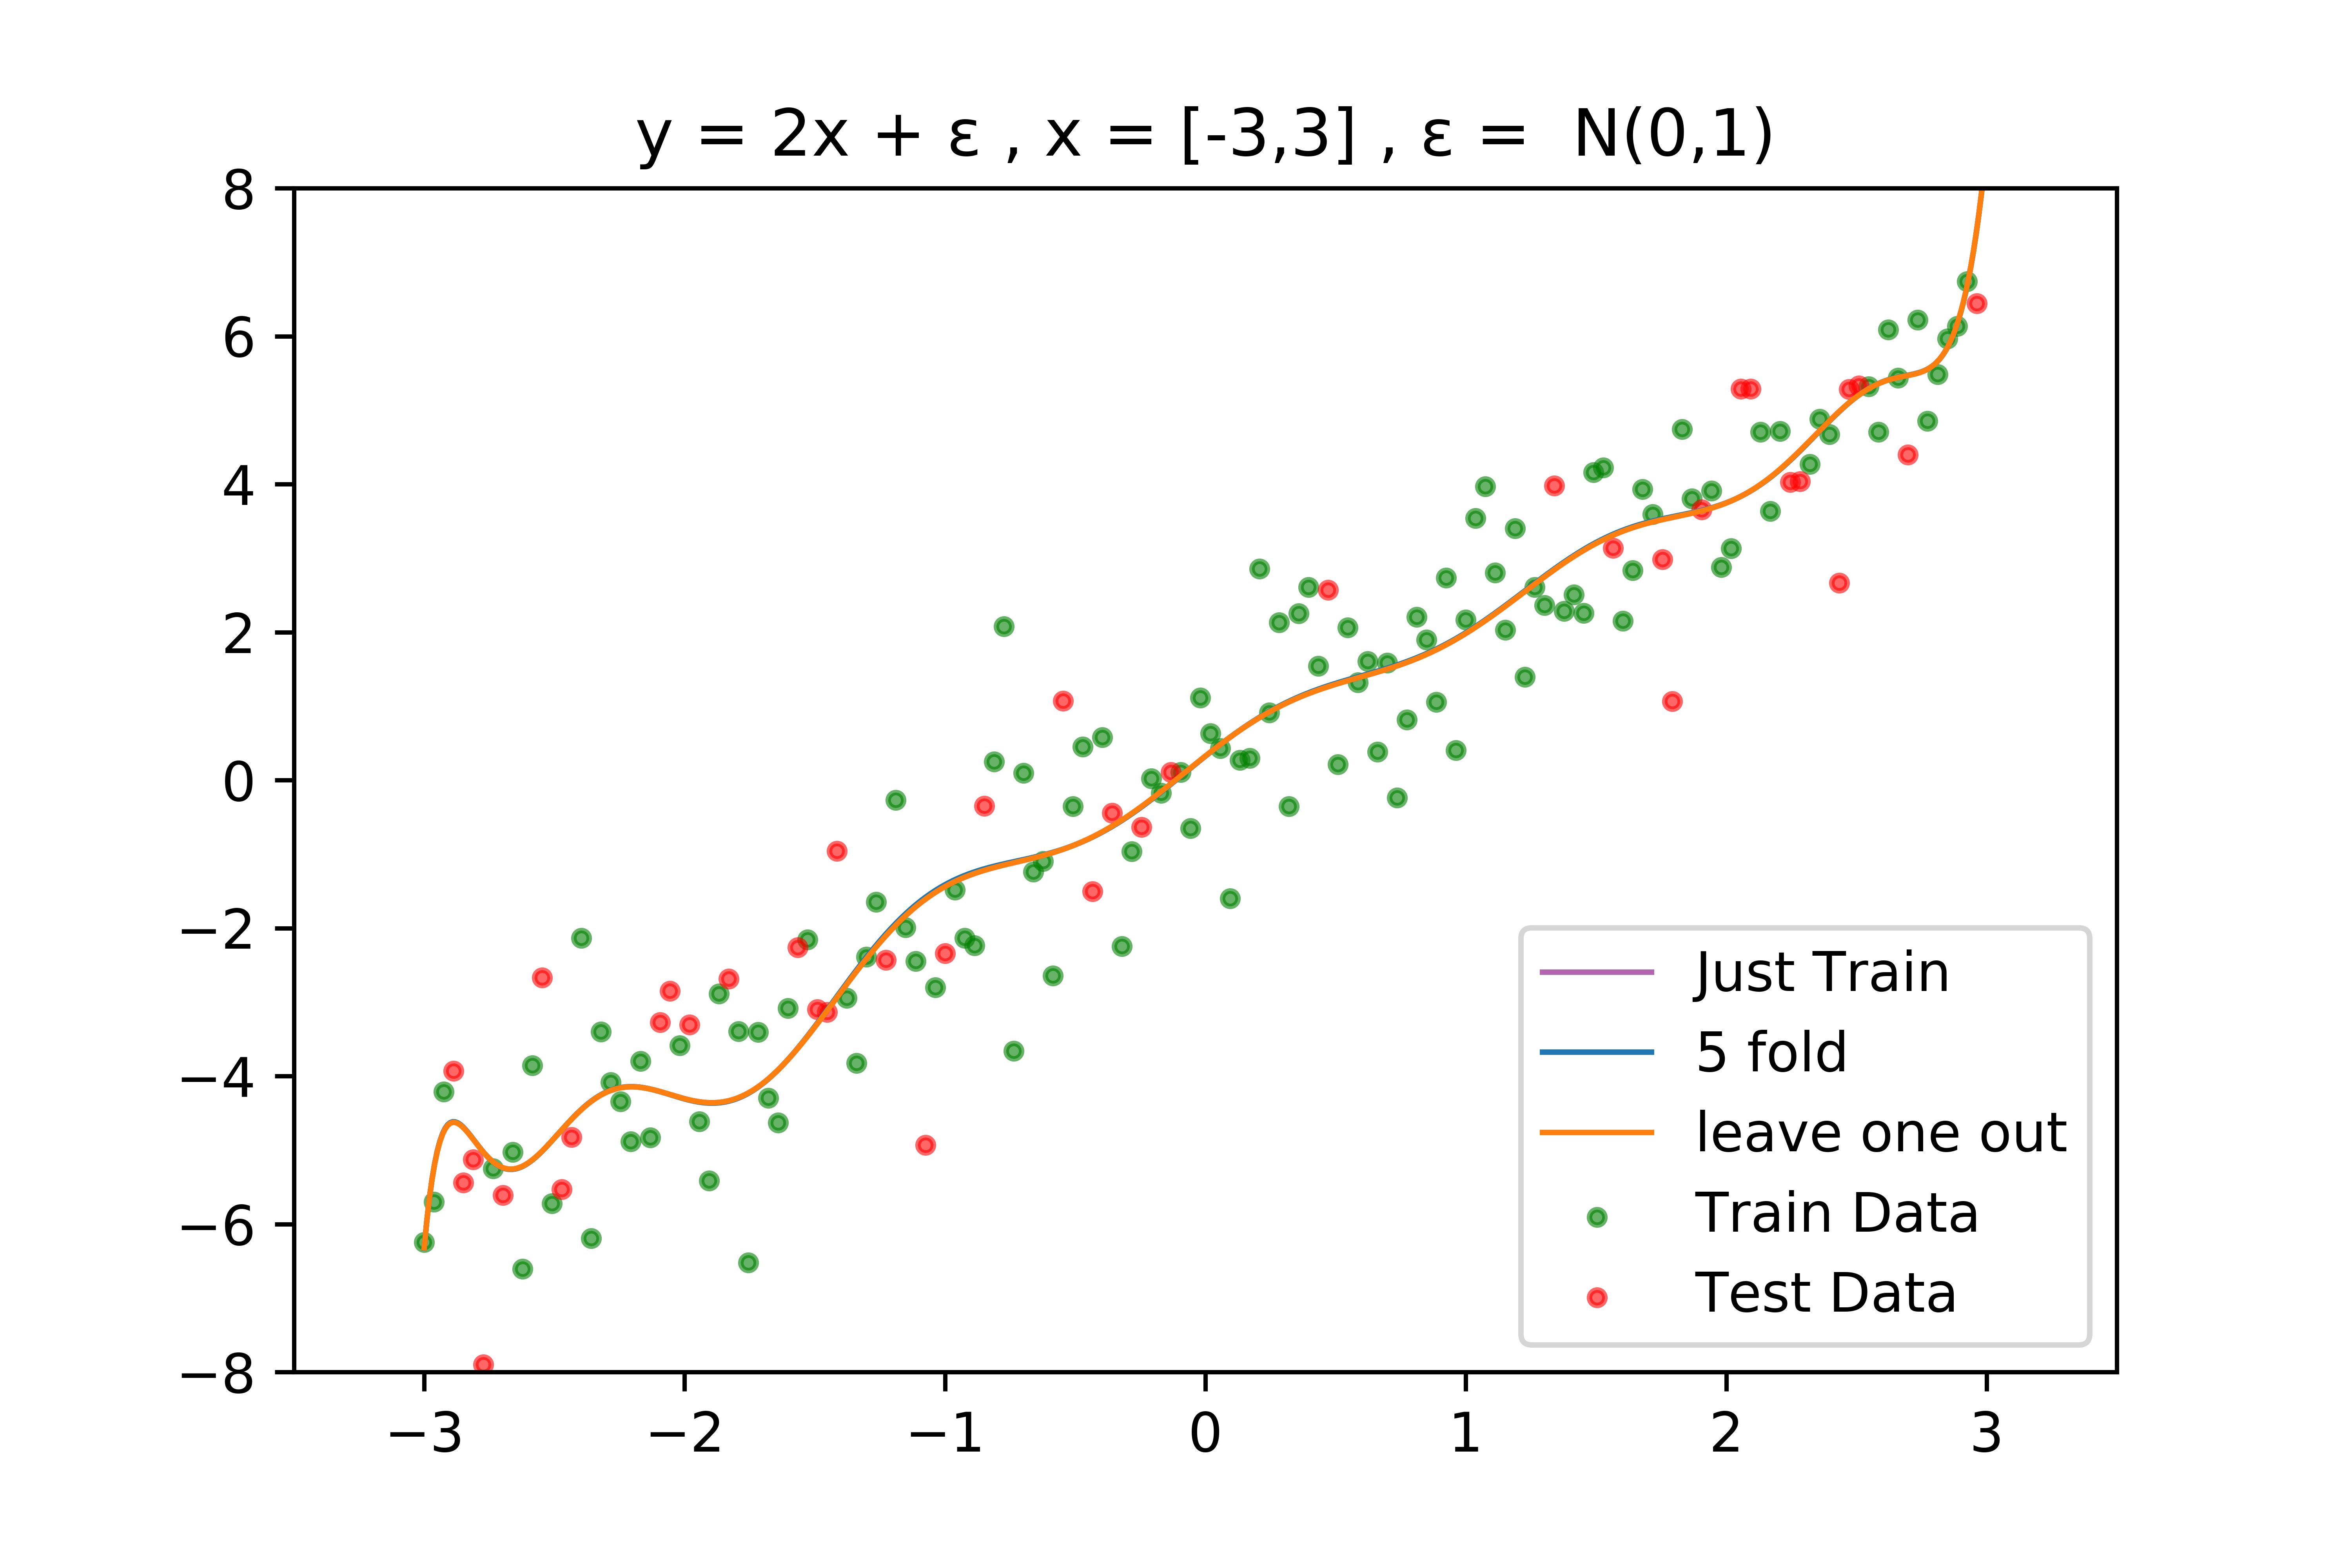 y = 2x + ε , x = [-3,3] , ε =  N(0,1)
8
6
4
2
0
−2
−4
−6
−8
−3 −2 −1 0 1 2 3
Just Train
5 fold
leave one out
Train Data
Test Data